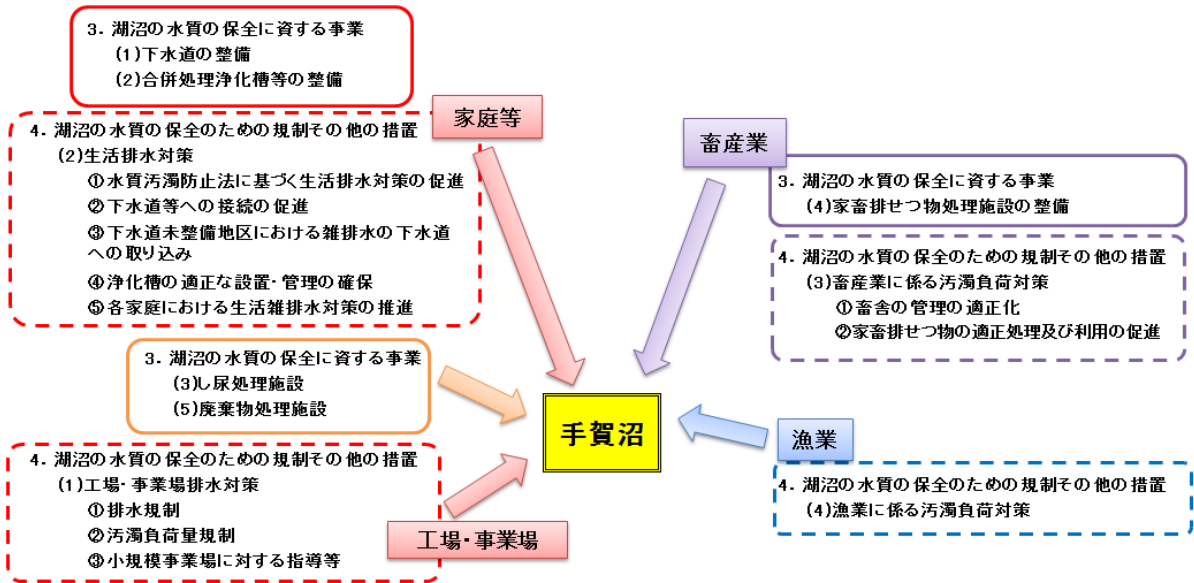 3. 湖沼の水質の保全に資する事業
(1)下水道の整備
(2)合併処理浄化槽等の整備
家庭等
4. 湖沼の水質の保全のための規制その他の措置
(2)生活排水対策
①水質汚濁防止法に基づく生活排水対策の促進
②下水道等への接続の促進
③下水道未整備地区における雑排水の下水道
への取り込み
④浄化槽の適正な設置・管理の確保
⑤各家庭における生活雑排水対策の推進
3. 湖沼の水質の保全に資する事業
(3)し尿処理施設
(5)廃棄物処理施設
4. 湖沼の水質の保全のための規制その他の措置
(1)工場・事業場排水対策
①排水規制
②汚濁負荷量規制
③小規模事業場に対する指導等
工場・事業場
手賀沼
畜産業
3. 湖沼の水質の保全に資する事業
(4)家畜排せつ物処理施設の整備
4. 湖沼の水質の保全のための規制その他の措置
(3)畜産業に係る汚濁負荷対策
①畜舎の管理の適正化
②家畜排せつ物の適正処理及び利用の促進
漁業
4. 湖沼の水質の保全のための規制その他の措置
(4)漁業に係る汚濁負荷対策